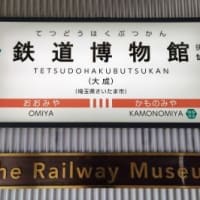 てつどうはくぶつかん
鉄道博物館
TETSUDOHAKUBUTSUKAN
(大成)
(埼玉県さいたま市)
おおみや かものみや
OMIYA KAMONOMIYA
The Railway Museu